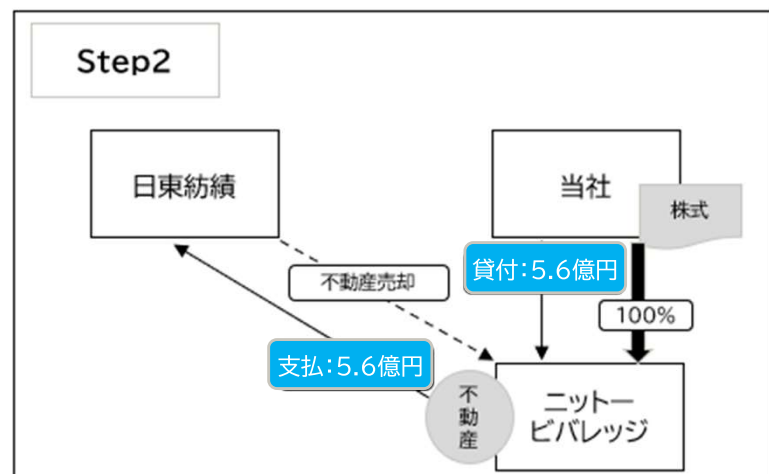 Step2
日東紡績
当社
株式
不動産売却
貸付：5.6億円
100%
支払：5.6億円
不動産
ニットー
ビバレッジ